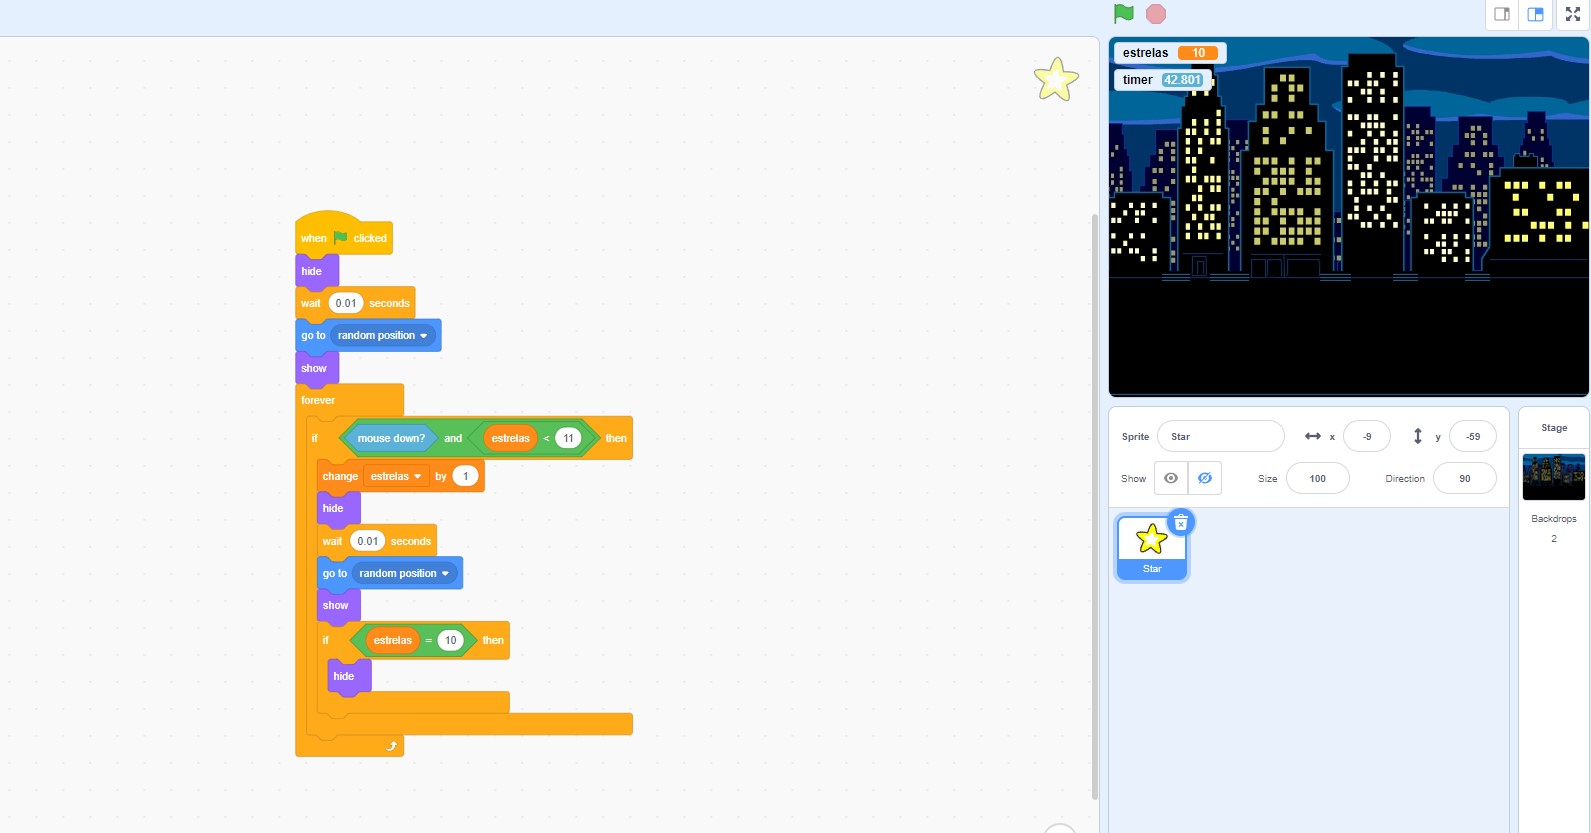 estrelas 10
timer 42.801
when clicked
hide
wait 0.01 seconds
go to random position
show
forever
if mouse down? and estrelas < 11 then
change estrelas by 1
hide
wait 0.01 seconds
go to random position
show
if estrelas = 10 then
hide
Sprite Star x -9 y -59
Show Size 100 Direction 90
Star
Stage
Backdrops
2